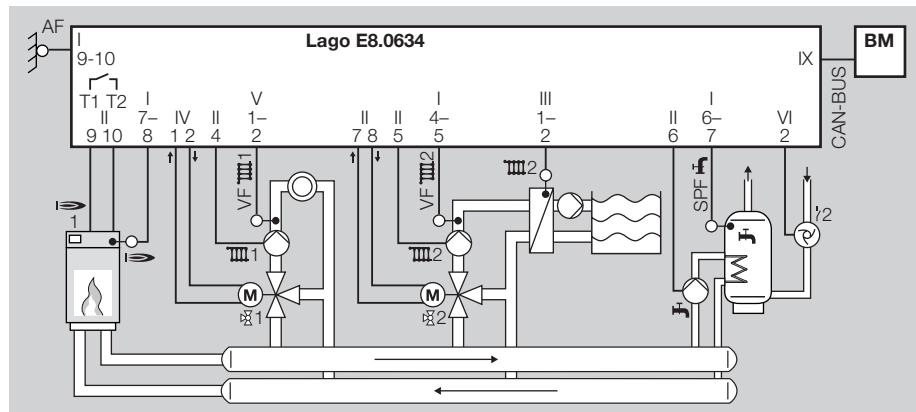 AF
I
9-10
Lago E8.0634
IX
BM
CAN-BUS
T1 T2
II
9 10
I
7–
8
IV
1 2
II
4
V
1–
2
II
7 8
II
5
I
4–
5
III
1–
2
II
6
I
6–
7
VI
2
VF 1
VF 2
2
SPF
1
1
2
2
M
1
M
2